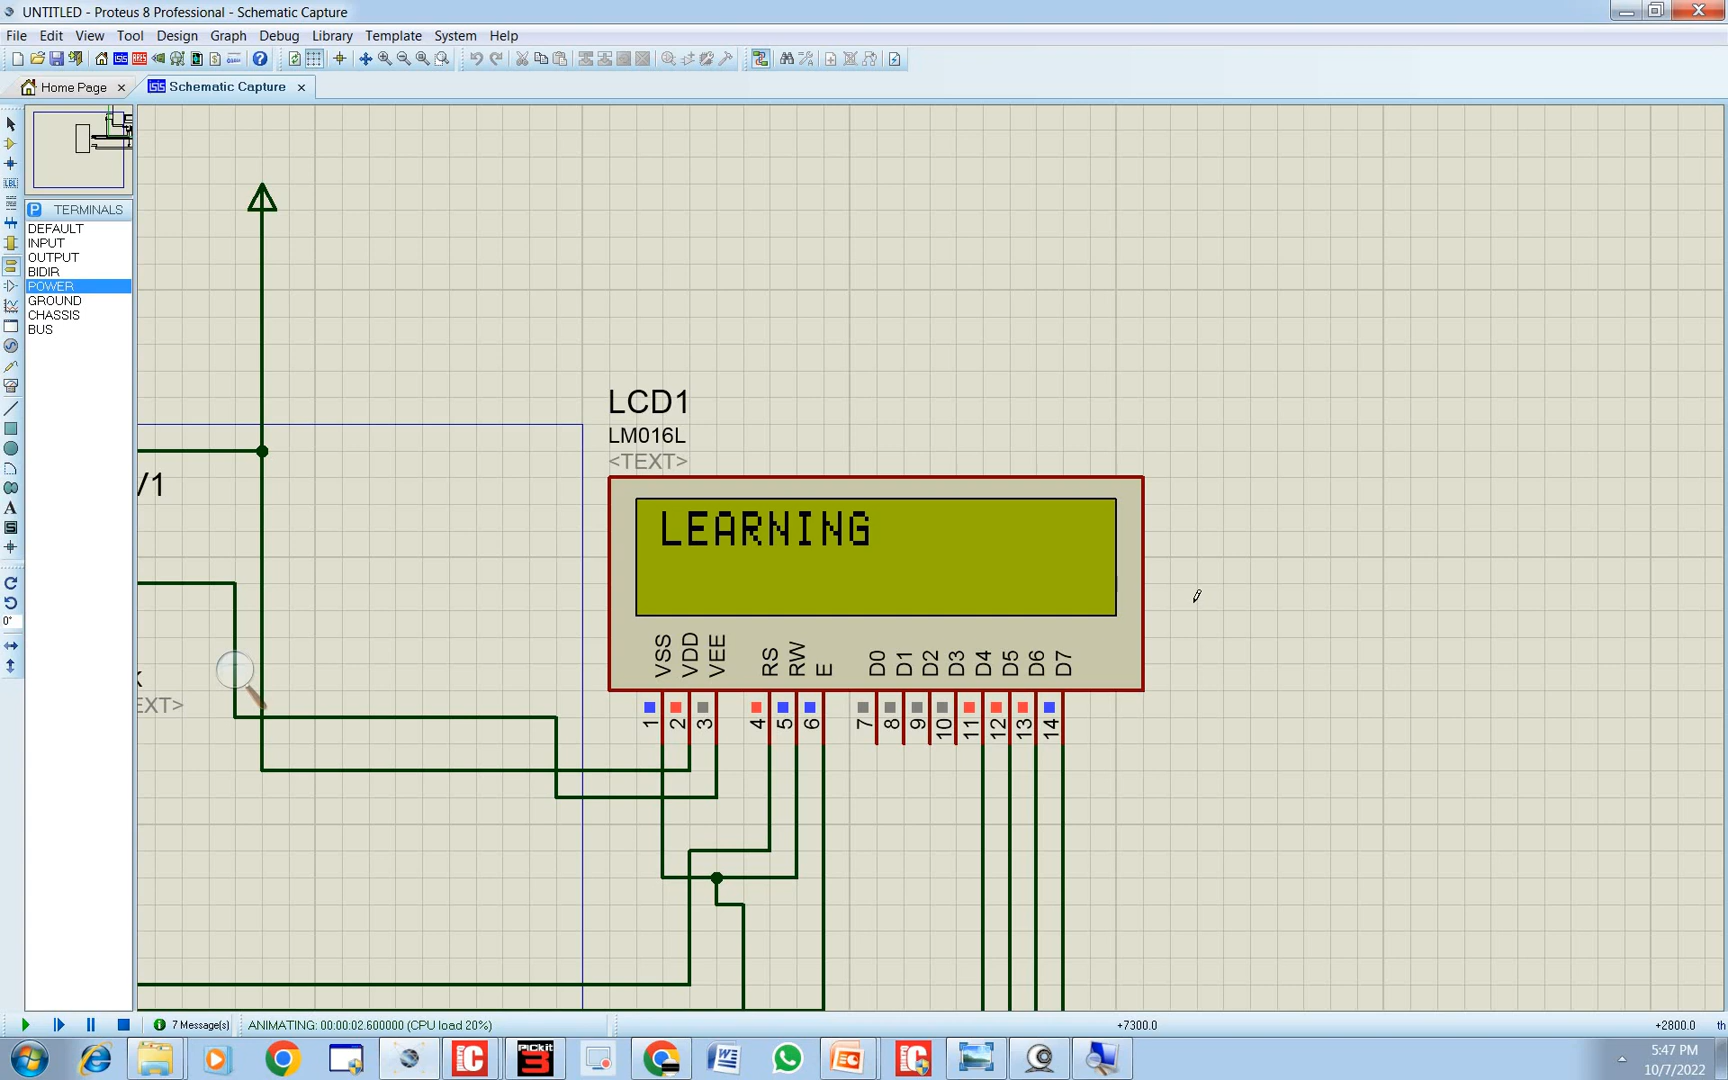 UNTITLED - Proteus 8 Professional - Schematic Capture
File Edit View Tool Design Graph Debug Library Template System Help
Home Page Schematic Capture
P TERMINALS
DEFAULT
INPUT
OUTPUT
BIDIR
POWER
GROUND
CHASSIS
BUS
LCD1
LM016L
<TEXT>
V1
LEARNING
EXT>
VSS VDD VEE RS RW E D0 D1 D2 D3 D4 D5 D6 D7
1 2 3 4 5 6 7 8 9 10 11 12 13 14
0°
7 Message(s) ANIMATING: 00:00:02.600000 (CPU load 20%) +7300.0 +2800.0 th
5:47 PM
10/7/2022